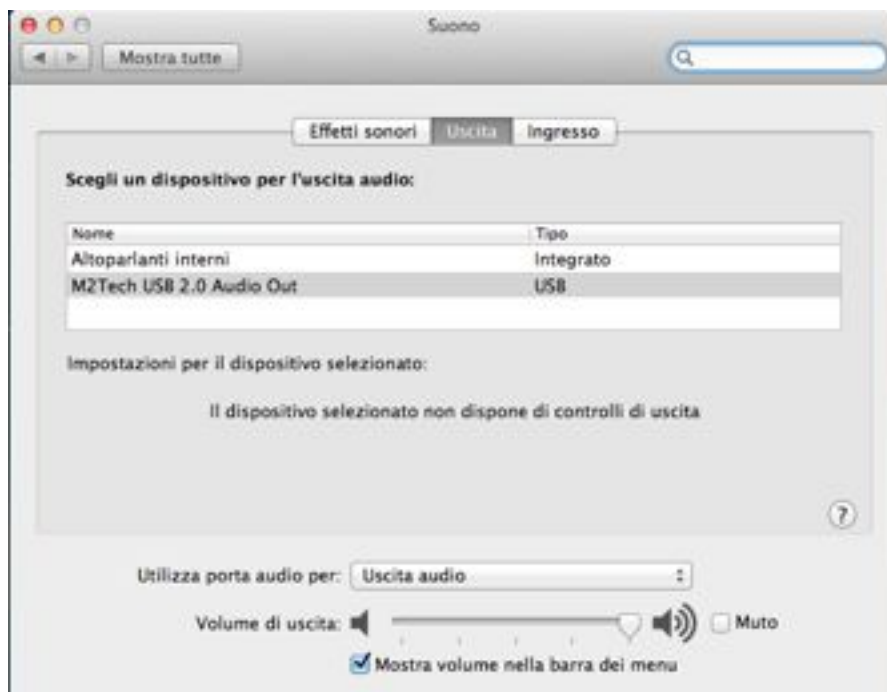 Suono
Mostra tutte
Effetti sonori Uscita Ingresso
Scegli un dispositivo per l'uscita audio:
Nome Tipo
Altoparlanti interni Integrato
M2Tech USB 2.0 Audio Out USB
Impostazioni per il dispositivo selezionato:
Il dispositivo selezionato non dispone di controlli di uscita
?
Utilizza porta audio per: Uscita audio
Volume di uscita: Muto
Mostra volume nella barra dei menu